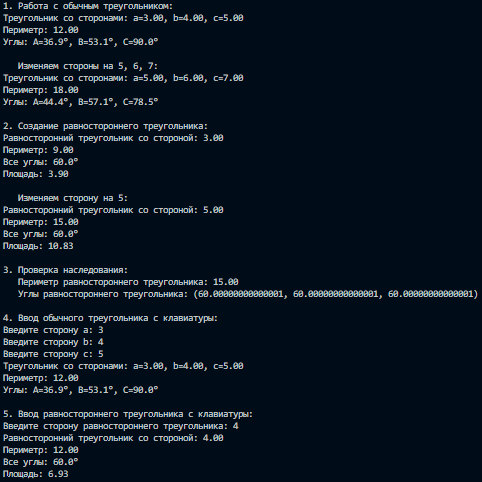 1. Работа с обычным треугольником:
Треугольник со сторонами: a=3.00, b=4.00, c=5.00
Периметр: 12.00
Углы: A=36.9°, B=53.1°, C=90.0°
Изменяем стороны на 5, 6, 7:
Треугольник со сторонами: a=5.00, b=6.00, c=7.00
Периметр: 18.00
Углы: A=44.4°, B=57.1°, C=78.5°
2. Создание равностороннего треугольника:
Равносторонний треугольник со стороной: 3.00
Периметр: 9.00
Все углы: 60.0°
Площадь: 3.90
Изменяем сторону на 5:
Равносторонний треугольник со стороной: 5.00
Периметр: 15.00
Все углы: 60.0°
Площадь: 10.83
3. Проверка наследования:
Периметр равностороннего треугольника: 15.00
Углы равностороннего треугольника: (60.00000000000001, 60.00000000000001, 60.00000000000001)
4. Ввод обычного треугольника с клавиатуры:
Введите сторону a: 3
Введите сторону b: 4
Введите сторону c: 5
Треугольник со сторонами: a=3.00, b=4.00, c=5.00
Периметр: 12.00
Углы: A=36.9°, B=53.1°, C=90.0°
5. Ввод равностороннего треугольника с клавиатуры:
Введите сторону равностороннего треугольника: 4
Равносторонний треугольник со стороной: 4.00
Периметр: 12.00
Все углы: 60.0°
Площадь: 6.93